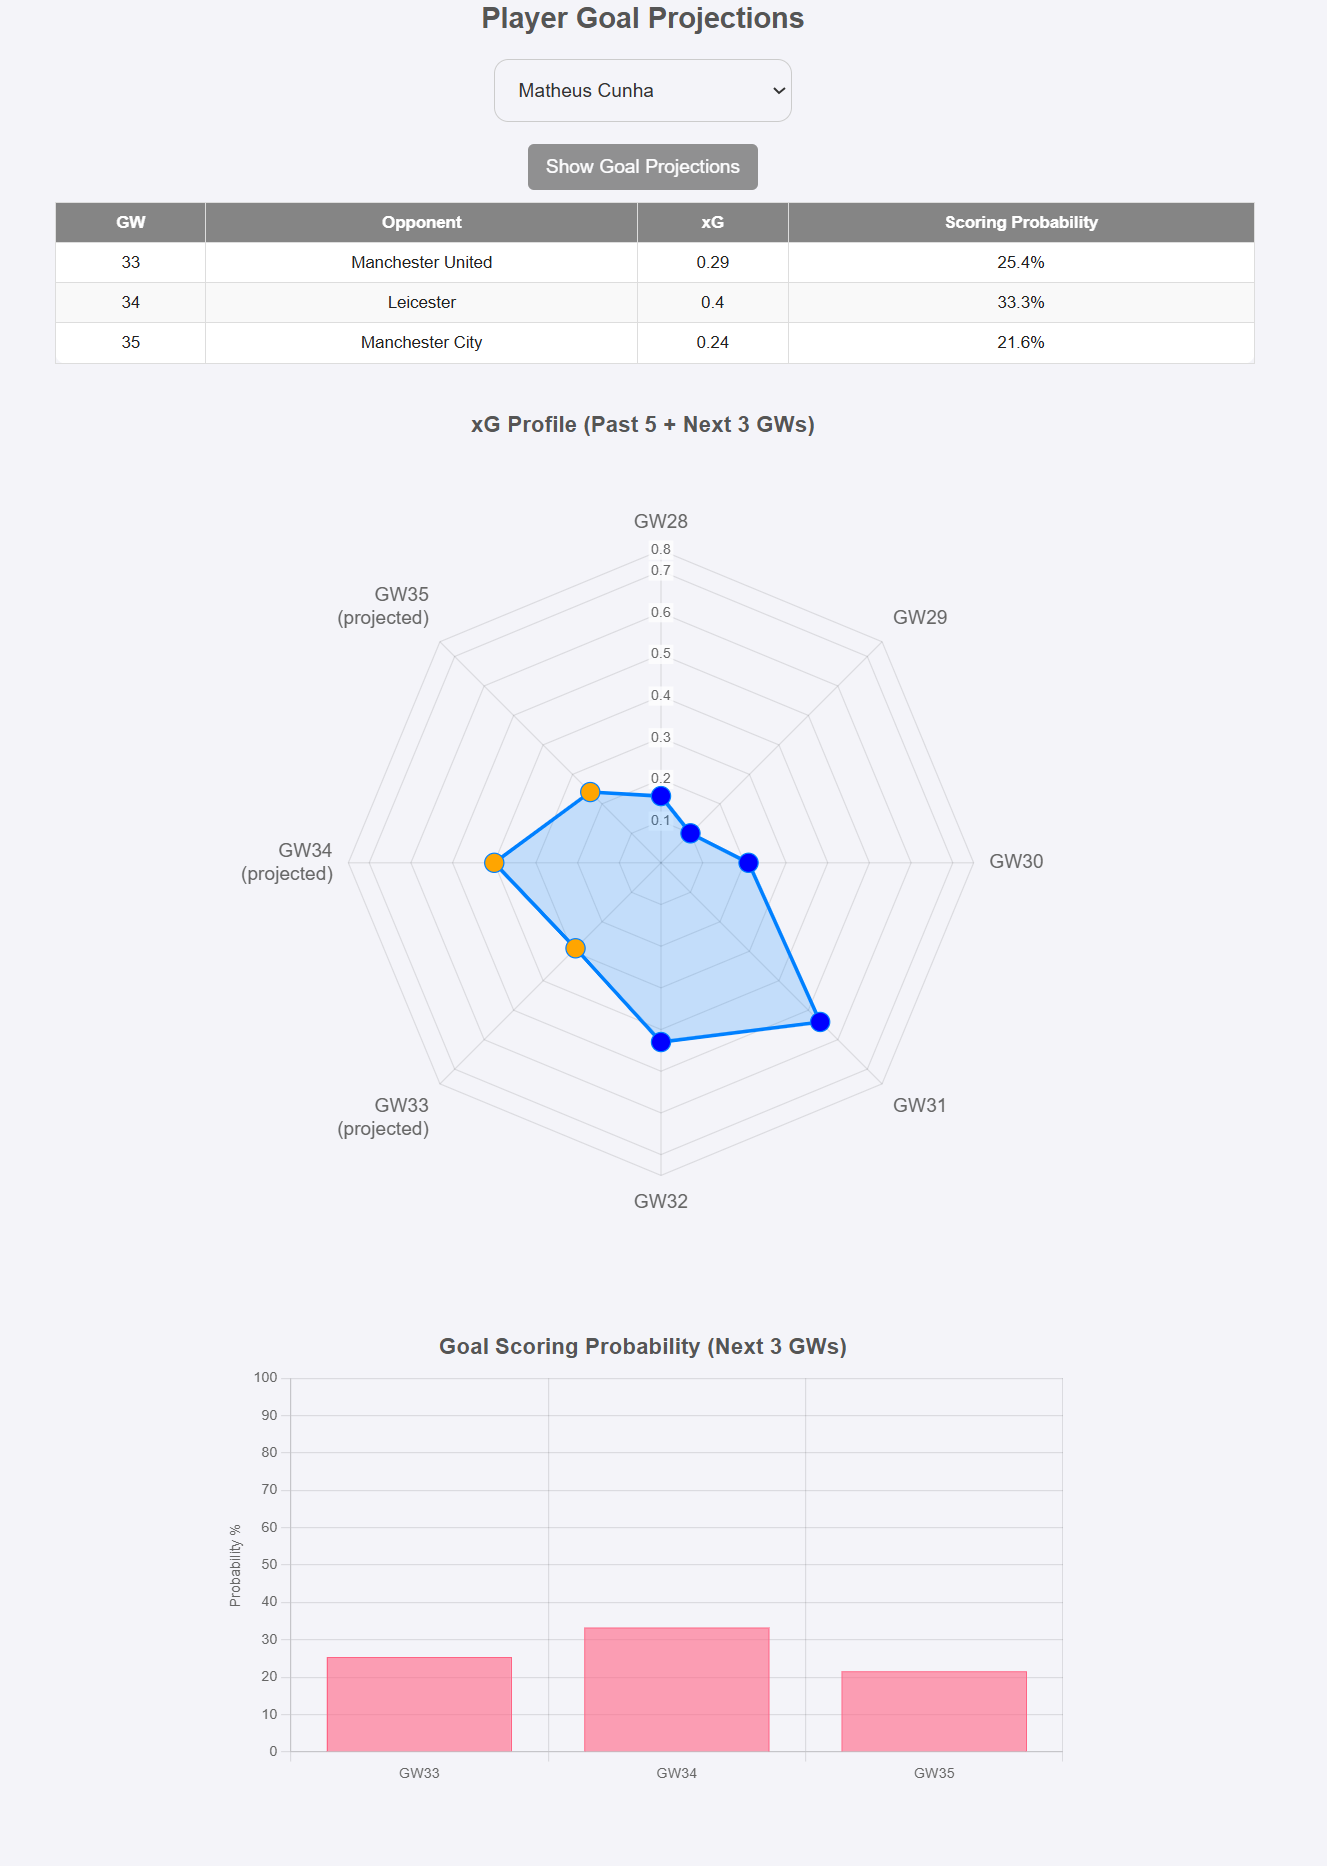 Player Goal Projections
Matheus Cunha
Show Goal Projections
GW Opponent xG Scoring Probability
33 Manchester United 0.29 25.4%
34 Leicester 0.4 33.3%
35 Manchester City 0.24 21.6%
xG Profile (Past 5 + Next 3 GWs)
GW28
0.8
0.7
0.6
0.5
0.4
0.3
0.2
0.1
GW29
GW30
GW31
GW32
GW33
(projected)
GW34
(projected)
GW35
(projected)
Goal Scoring Probability (Next 3 GWs)
Probability %
100
90
80
70
60
50
40
30
20
10
0
GW33 GW34 GW35